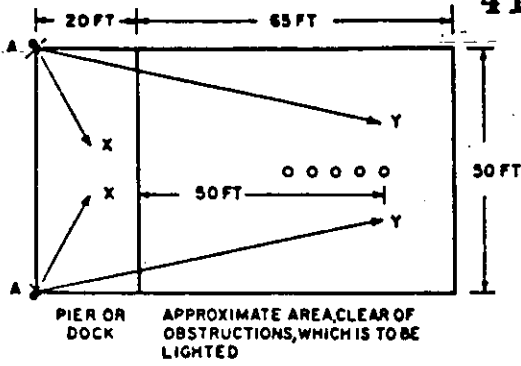 20 FT 65 FT
A
Y
X
50 FT
X 50 FT
Y
A
PIER OR DOCK
APPROXIMATE AREA,CLEAR OF
OBSTRUCTIONS,WHICH IS TO BE
LIGHTED